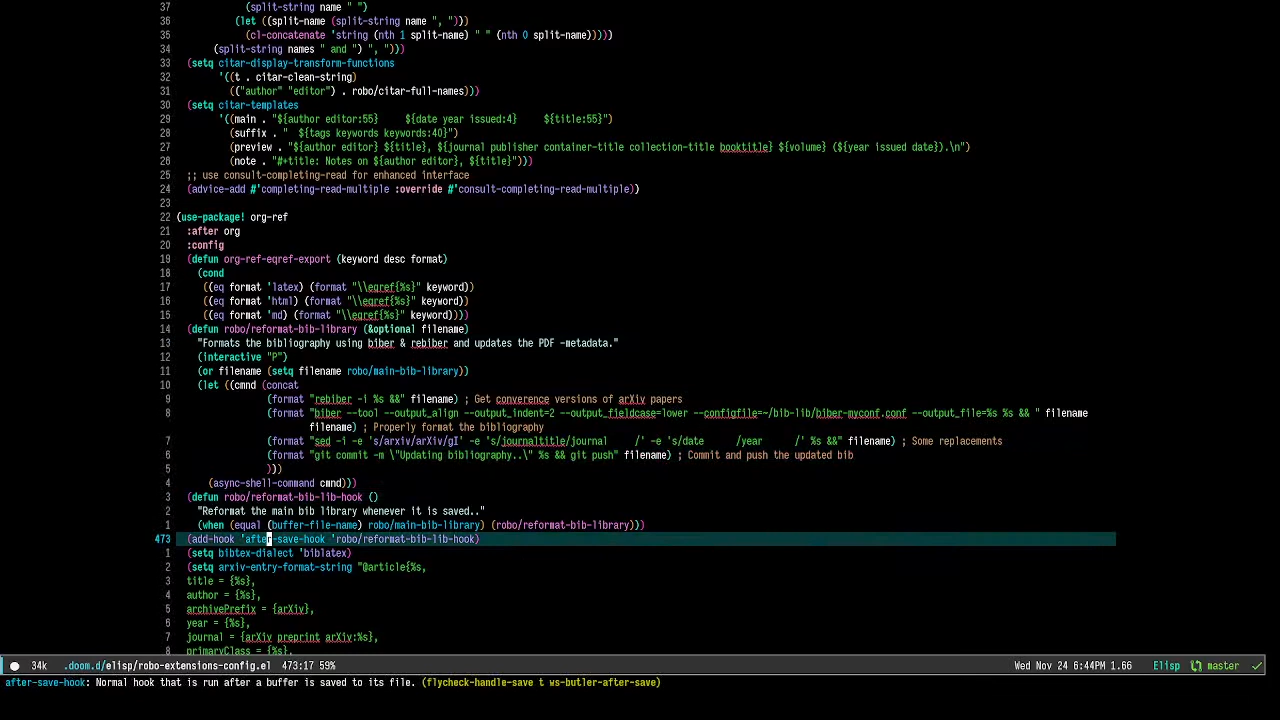 37 (split-string name " ")
36 (let ((split-name (split-string name ", ")))
35 (cl-concatenate 'string (nth 1 split-name) " " (nth 0 split-name)))))
34 (split-string names " and ") ", ")))
33 (setq citar-display-transform-functions
32 '((t . citar-clean-string)
31 (("author" "editor") . robo/citar-full-names)))
30 (setq citar-templates
29 '((main . "${author editor:55} ${date year issued:4} ${title:55}")
28 (suffix . " ${tags keywords keywords:40}")
27 (preview . "${author editor} ${title}, ${journal publisher container-title collection-title booktitle} ${volume} (${year issued date}).\n")
26 (note . "#+title: Notes on ${author editor}, ${title}")))
25 ;; use consult-completing-read for enhanced interface
24 (advice-add #'completing-read-multiple :override #'consult-completing-read-multiple))
23
22 (use-package! org-ref
21 :after org
20 :config
19 (defun org-ref-eqref-export (keyword desc format)
18 (cond
17 ((eq format 'latex) (format "\\eqref{%s}" keyword))
16 ((eq format 'html) (format "\\eqref{%s}" keyword))
15 ((eq format 'md) (format "\\eqref{%s}" keyword))))
14 (defun robo/reformat-bib-library (&optional filename)
13 "Formats the bibliography using biber & rebiber and updates the PDF -metadata."
12 (interactive "P")
11 (or filename (setq filename robo/main-bib-library))
10 (let ((cmnd (concat
9 (format "rebiber -i %s &&" filename) ; Get converence versions of arXiv papers
8 (format "biber --tool --output_align --output_indent=2 --output_fieldcase=lower --configfile=~/bib-lib/biber-myconf.conf --output_file=%s %s && " filename
filename) ; Properly format the bibliography
7 (format "sed -i -e 's/arxiv/arXiv/gI' -e 's/journaltitle/journal /' -e 's/date /year /' %s &&" filename) ; Some replacements
6 (format "git commit -m \"Updating bibliography..\" %s && git push" filename) ; Commit and push the updated bib
5 )))
4 (async-shell-command cmnd)))
3 (defun robo/reformat-bib-lib-hook ()
2 "Reformat the main bib library whenever it is saved.."
1 (when (equal (buffer-file-name) robo/main-bib-library) (robo/reformat-bib-library)))
473 (add-hook 'after-save-hook 'robo/reformat-bib-lib-hook)
1 (setq bibtex-dialect 'biblatex)
2 (setq arxiv-entry-format-string "@article{%s,
3 title = {%s},
4 author = {%s},
5 archivePrefix = {arXiv},
6 year = {%s},
7 journal = {arXiv preprint arXiv:%s},
8 primaryClass = {%s},
34k .doom.d/elisp/robo-extensions-config.el 473:17 59% Wed Nov 24 6:44PM 1.66 Elisp master
after-save-hook: Normal hook that is run after a buffer is saved to its file. (flycheck-handle-save t ws-butler-after-save)